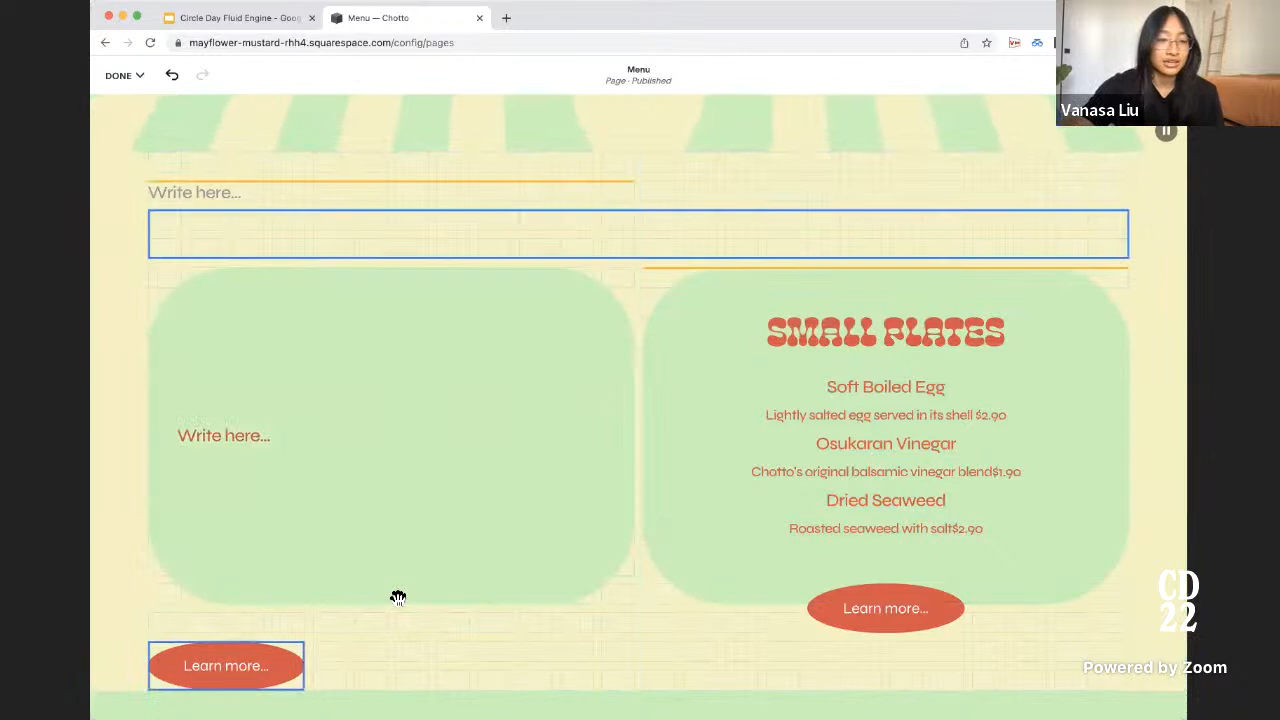 Circle Day Fluid Engine - Goog
Menu — Chotto
mayflower-mustard-rhh4.squarespace.com/config/pages
DONE
Menu
Page · Published
Vanasa Liu
Write here...
SMALL PLATES
Soft Boiled Egg
Lightly salted egg served in its shell $2.90
Osukaran Vinegar
Chotto's original balsamic vinegar blend$1.90
Dried Seaweed
Roasted seaweed with salt$2.90
Write here...
Learn more...
Learn more...
CD
22
Powered by Zoom